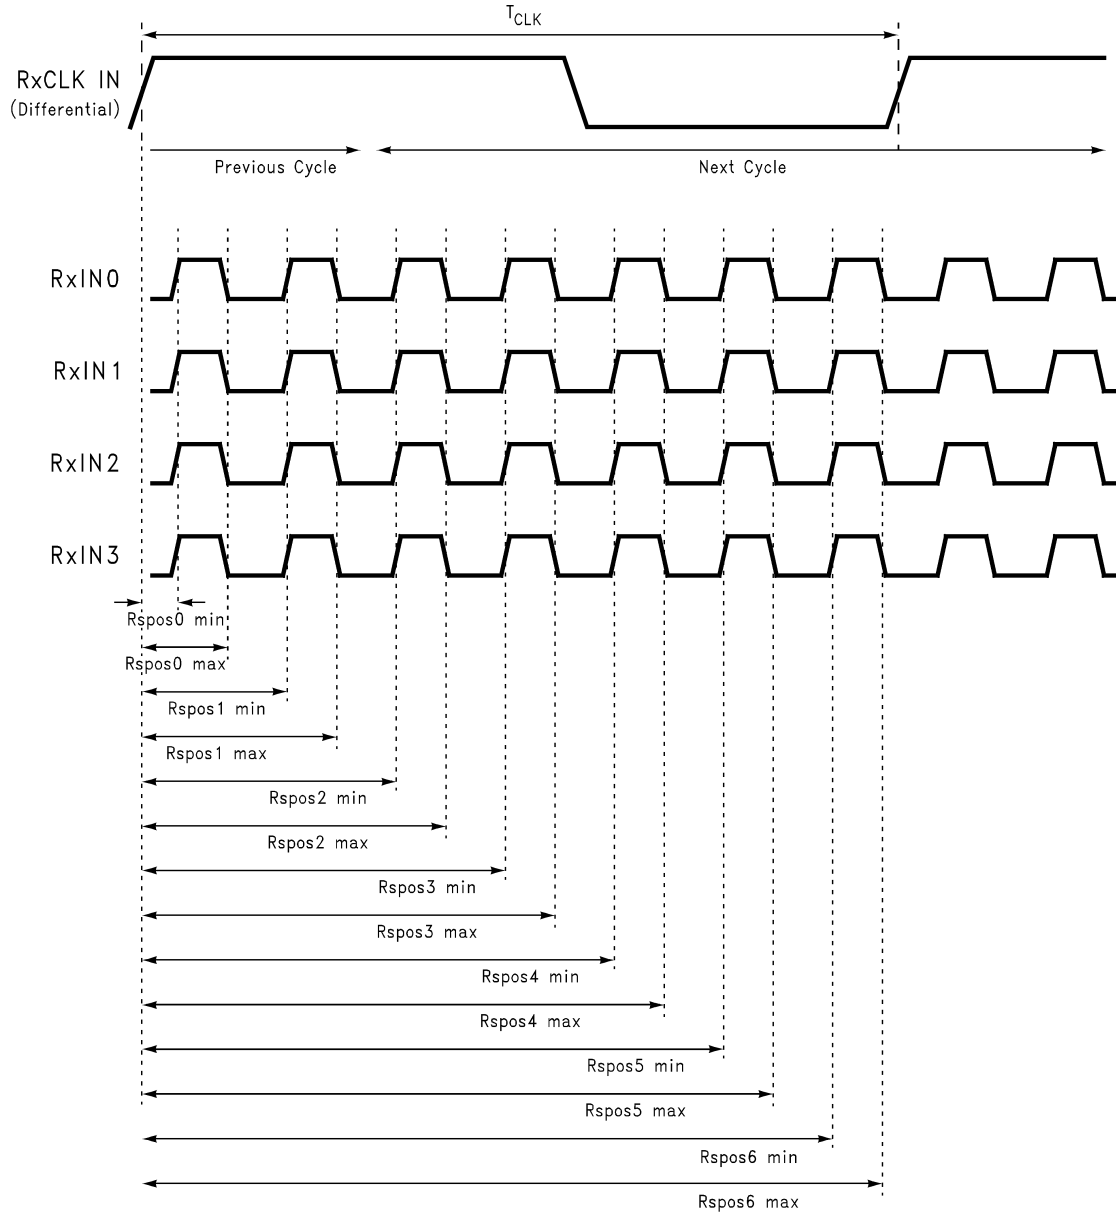 TCLK
RxCLK IN
(Differential)
Previous Cycle
Next Cycle
RxIN0
RxIN1
RxIN2
RxIN3
Rspos0 min
Rspos0 max
Rspos1 min
Rspos1 max
Rspos2 min
Rspos2 max
Rspos3 min
Rspos3 max
Rspos4 min
Rspos4 max
Rspos5 min
Rspos5 max
Rspos6 min
Rspos6 max